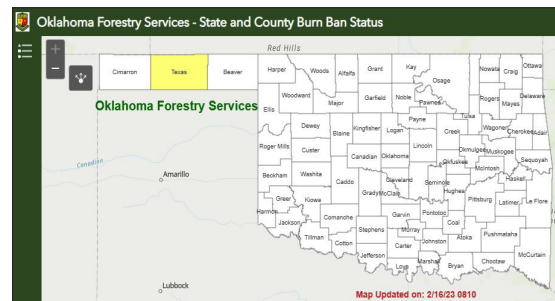 Oklahoma Forestry Services - State and County Burn Ban Status
Red Hills
Cimarron
Texas
Beaver
Harper
Woods
Alfalfa
Grant
Kay
Osage
Nowata
Craig
Ottawa
Oklahoma Forestry Services
Ellis
Woodward
Major
Garfield
Noble
Pawnee
Rogers
Mayes
Delaware
Dewey
Blaine
Kingfisher
Logan
Payne
Creek
Tulsa
Wagoner
Cherokee
Adair
Roger Mills
Custer
Canadian
Oklahoma
Lincoln
Okmulgee
Muskogee
Sequoyah
Okfuskee
McIntosh
Haskell
Canadian
Amarillo
Beckham
Washita
Caddo
Grady
McClain
Cleveland
Seminole
Hughes
Pittsburg
Latimer
Le Flore
Greer
Kiowa
Harmon
Jackson
Comanche
Stephens
Garvin
Pontotoc
Coal
Tillman
Cotton
Murray
Johnston
Atoka
Pushmataha
McCurtain
Jefferson
Carter
Love
Marshall
Bryan
Choctaw
Lubbock
Map Updated on: 2/16/23 0810